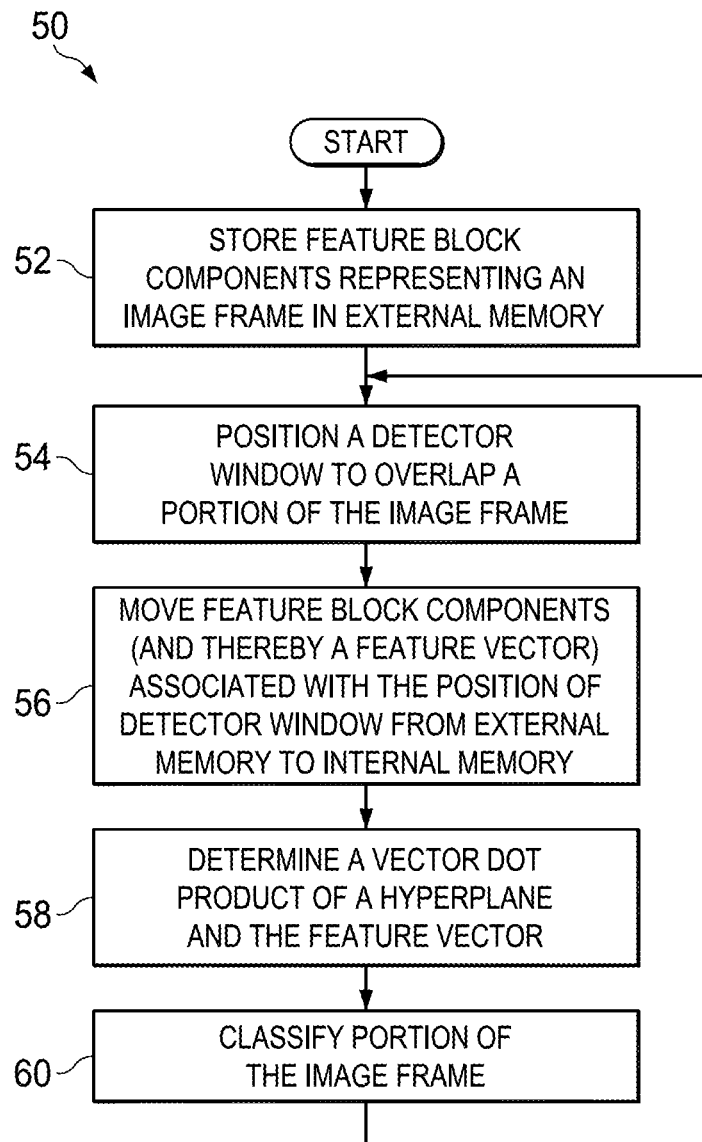 50
START
52
STORE FEATURE BLOCK
COMPONENTS REPRESENTING AN
IMAGE FRAME IN EXTERNAL MEMORY
54
POSITION A DETECTOR
WINDOW TO OVERLAP A
PORTION OF THE IMAGE FRAME
56
MOVE FEATURE BLOCK COMPONENTS
(AND THEREBY A FEATURE VECTOR)
ASSOCIATED WITH THE POSITION OF
DETECTOR WINDOW FROM EXTERNAL
MEMORY TO INTERNAL MEMORY
58
DETERMINE A VECTOR DOT
PRODUCT OF A HYPERPLANE
AND THE FEATURE VECTOR
60
CLASSIFY PORTION OF
THE IMAGE FRAME